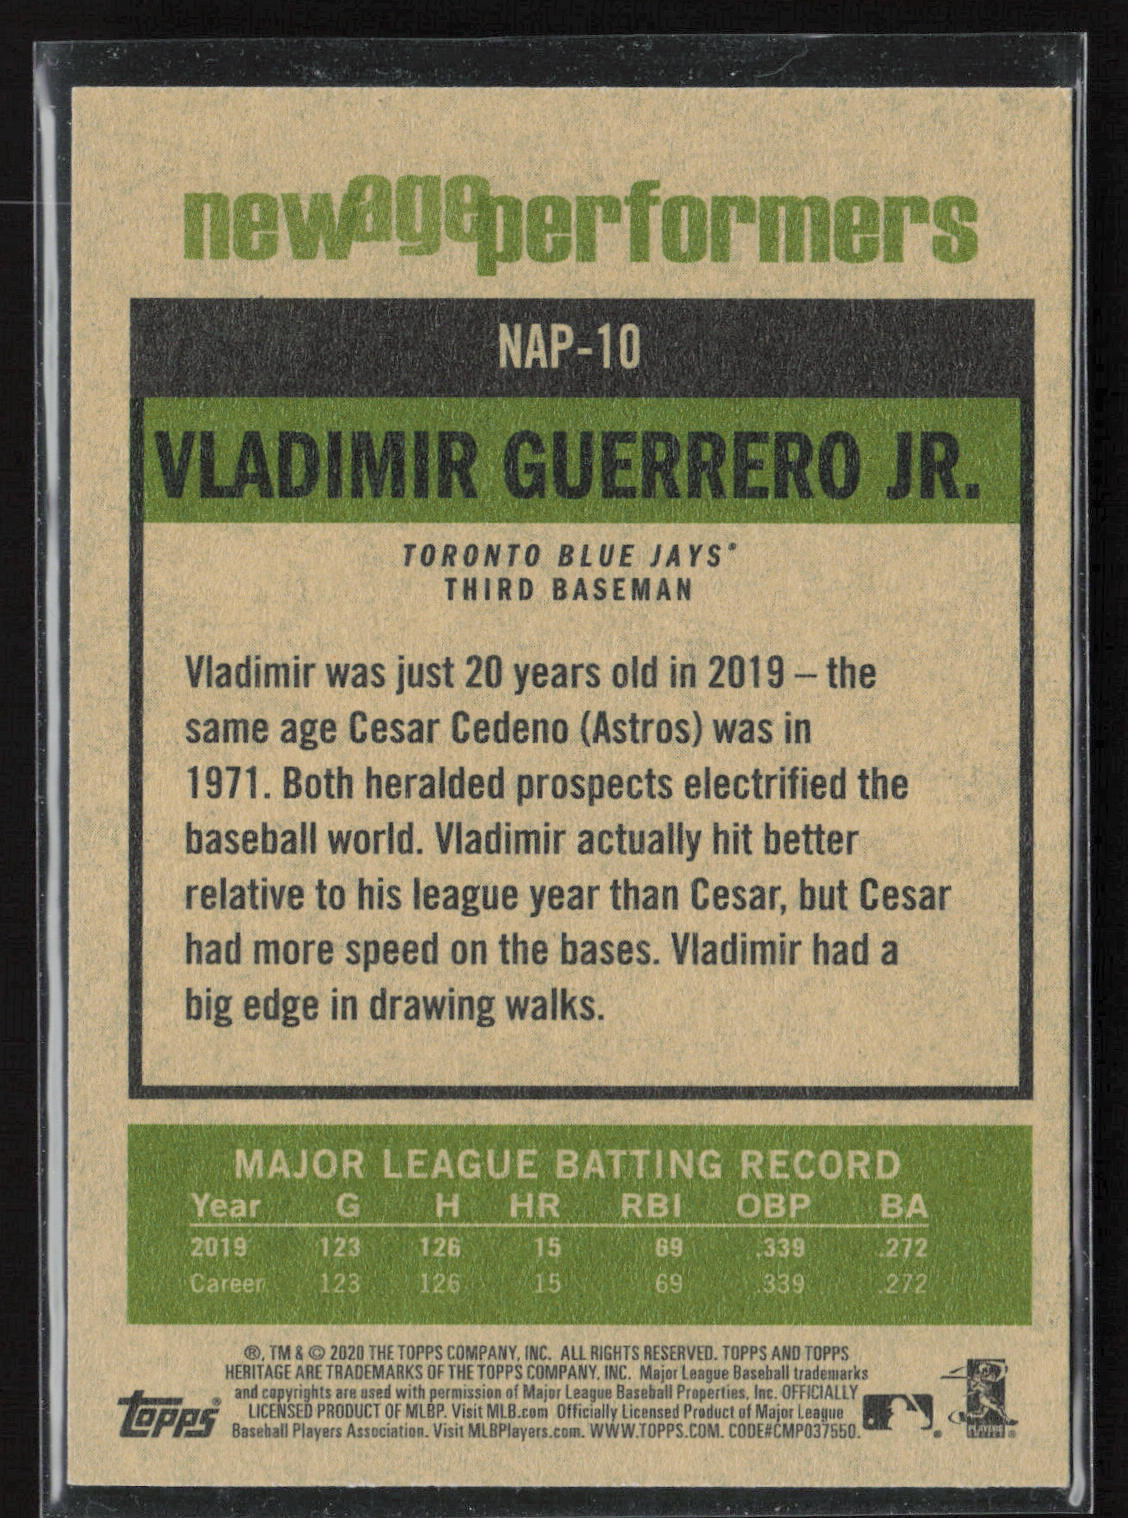 newageperformers
NAP-10
VLADIMIR GUERRERO JR.
TORONTO BLUE JAYS®
THIRD BASEMAN
Vladimir was just 20 years old in 2019 – the
same age Cesar Cedeno (Astros) was in
1971. Both heralded prospects electrified the
baseball world. Vladimir actually hit better
relative to his league year than Cesar, but Cesar
had more speed on the bases. Vladimir had a
big edge in drawing walks.
MAJOR LEAGUE BATTING RECORD
Year G H HR RBI OBP BA
2019 123 126 15 69 .339 .272
Career 123 126 15 69 .339 .272
®, TM & © 2020 THE TOPPS COMPANY, INC. ALL RIGHTS RESERVED. TOPPS AND TOPPS
HERITAGE ARE TRADEMARKS OF THE TOPPS COMPANY, INC. Major League Baseball trademarks
and copyrights are used with permission of Major League Baseball Properties, Inc. OFFICIALLY
LICENSED PRODUCT OF MLBP. Visit MLB.com Officially Licensed Product of Major League
Baseball Players Association. Visit MLBPlayers.com. WWW.TOPPS.COM. CODE#CMP037550.
topps®